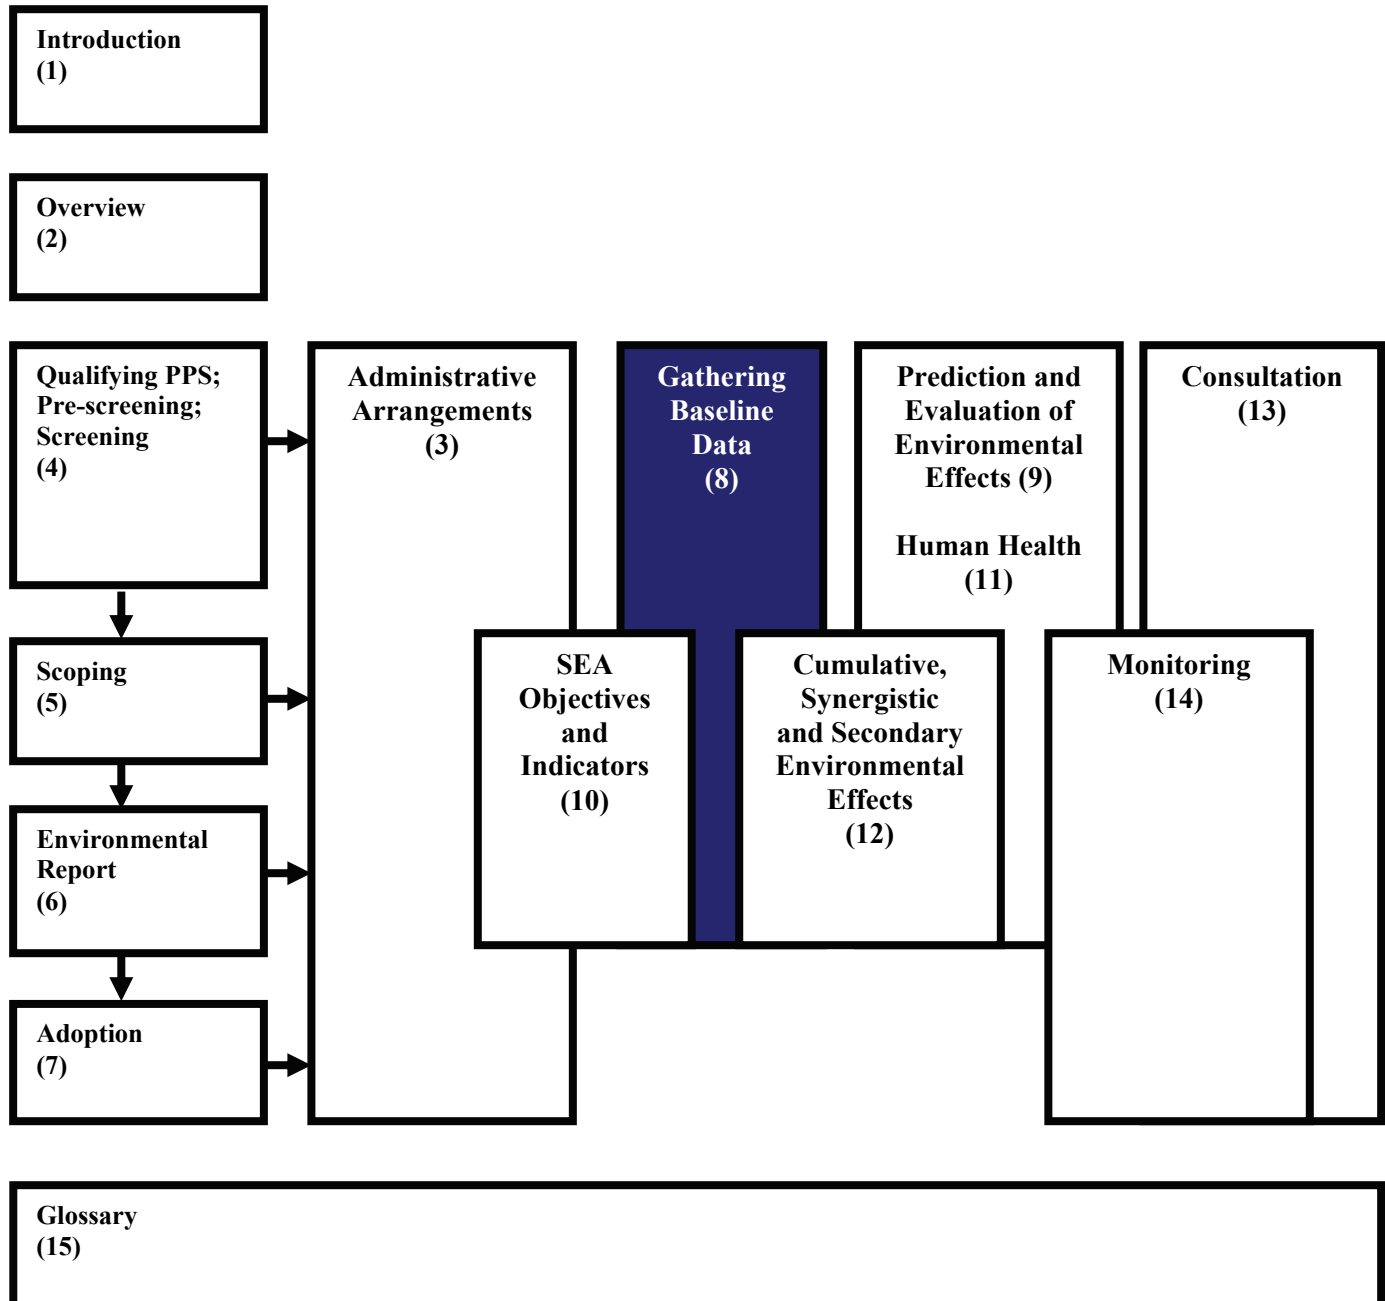 Introduction
(1)
Overview
(2)
Qualifying PPS;
Pre-screening;
Screening
(4)
Administrative
Arrangements
(3)
Gathering
Baseline
Data
(8)
Prediction and
Evaluation of
Environmental
Effects (9)
Human Health
(11)
Consultation
(13)
Scoping
(5)
SEA
Objectives
and
Indicators
(10)
Cumulative,
Synergistic
and Secondary
Environmental
Effects
(12)
Monitoring
(14)
Environmental
Report
(6)
Adoption
(7)
Glossary
(15)